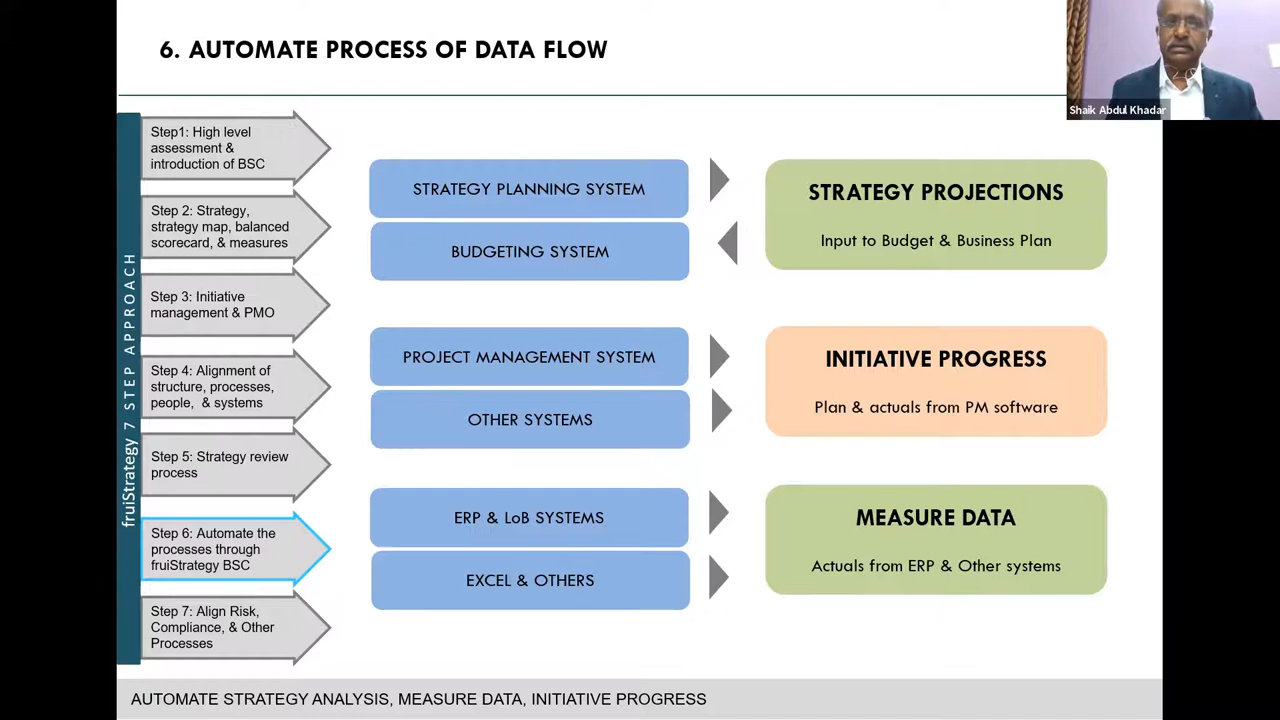 6. AUTOMATE PROCESS OF DATA FLOW
Shaik Abdul Khadar
fruiStrategy 7 STEP APPROACH
Step1: High level
assessment &
introduction of BSC
Step 2: Strategy,
strategy map, balanced
scorecard, & measures
Step 3: Initiative
management & PMO
Step 4: Alignment of
structure, processes,
people,  & systems
Step 5: Strategy review
process
Step 6: Automate the
processes through
fruiStrategy BSC
Step 7: Align Risk,
Compliance, & Other
Processes
STRATEGY PLANNING SYSTEM
BUDGETING SYSTEM
STRATEGY PROJECTIONS
Input to Budget & Business Plan
PROJECT MANAGEMENT SYSTEM
OTHER SYSTEMS
INITIATIVE PROGRESS
Plan & actuals from PM software
ERP & LoB SYSTEMS
EXCEL & OTHERS
MEASURE DATA
Actuals from ERP & Other systems
AUTOMATE STRATEGY ANALYSIS, MEASURE DATA, INITIATIVE PROGRESS